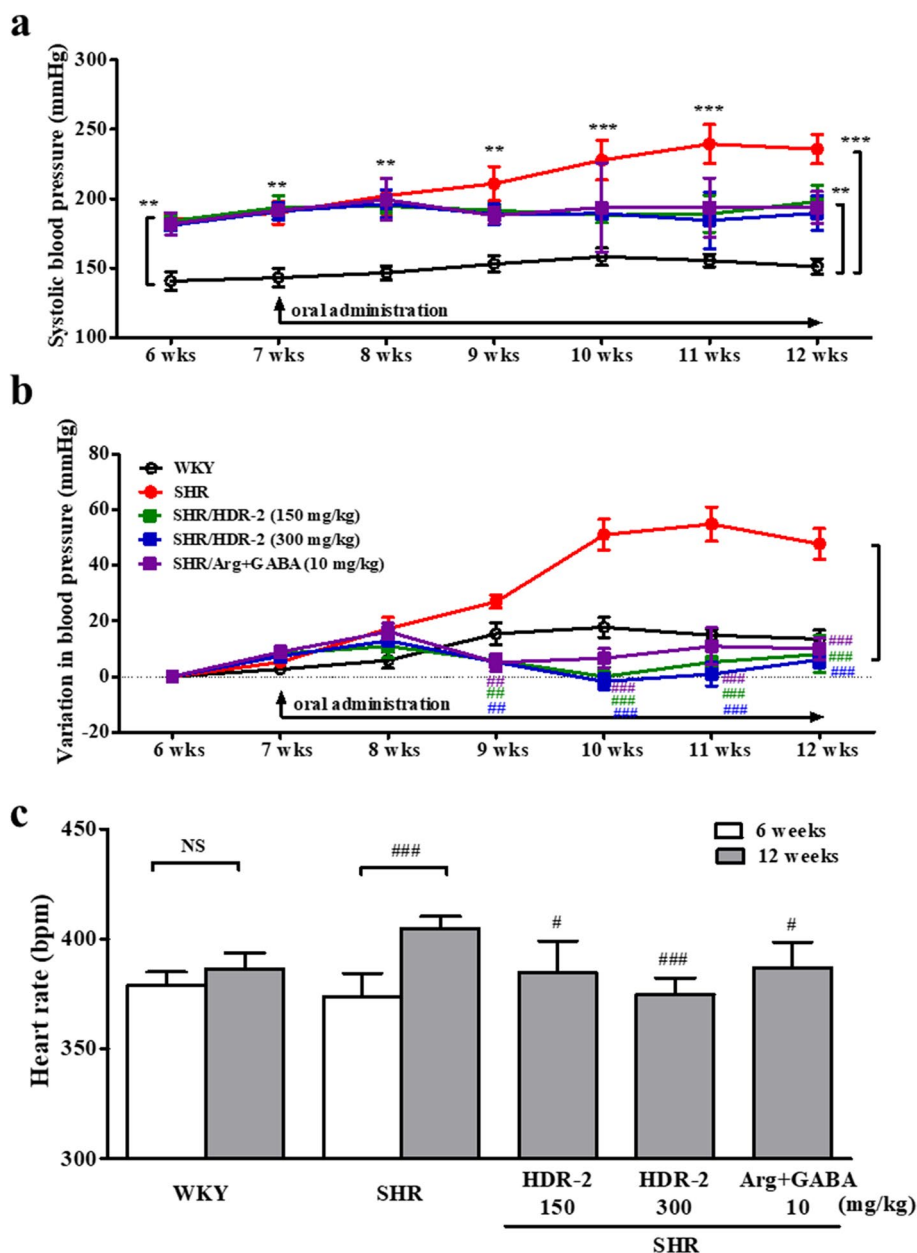 a
Systolic blood pressure (mmHg)
300
250
200
150
100
**
**
**
**
***
***
**
***
oral administration
6 wks 7 wks 8 wks 9 wks 10 wks 11 wks 12 wks
b
Variation in blood pressure (mmHg)
80
60
40
20
0
-20
WKY
SHR
SHR/HDR-2 (150 mg/kg)
SHR/HDR-2 (300 mg/kg)
SHR/Arg+GABA (10 mg/kg)
## ### ### ###
## ### ### ###
## ### ### ###
oral administration
6 wks 7 wks 8 wks 9 wks 10 wks 11 wks 12 wks
c
Heart rate (bpm)
450
400
350
300
6 weeks
12 weeks
NS
###
#
###
#
WKY SHR HDR-2 HDR-2 Arg+GABA
150 300 10 (mg/kg)
SHR